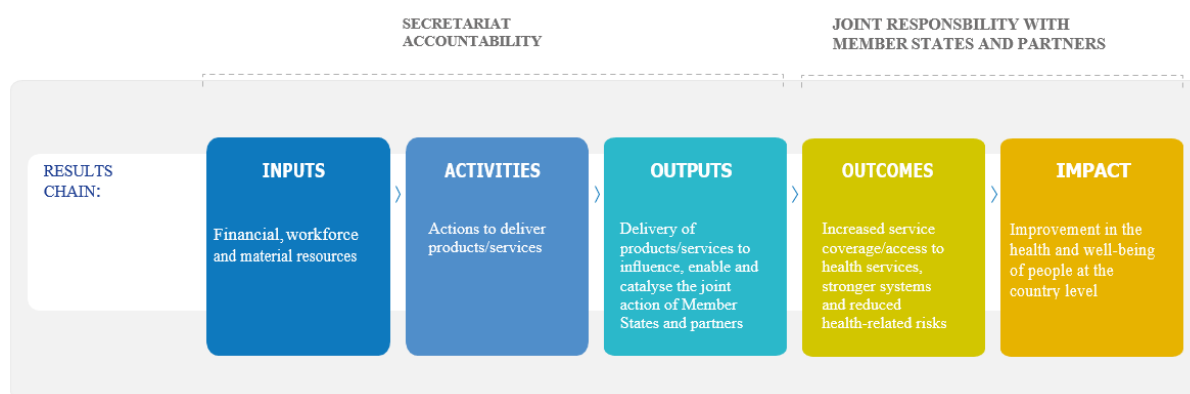 SECRETARIAT
ACCOUNTABILITY
JOINT RESPONSBILITY WITH
MEMBER STATES AND PARTNERS
RESULTS
CHAIN:
INPUTS
Financial, workforce
and material resources
ACTIVITIES
Actions to deliver
products/services
OUTPUTS
Delivery of
products/services to
influence, enable and
catalyse the joint
action of Member
States and partners
OUTCOMES
Increased service
coverage/access to
health services,
stronger systems
and reduced
health-related risks
IMPACT
Improvement in the
health and well-being
of people at the
country level